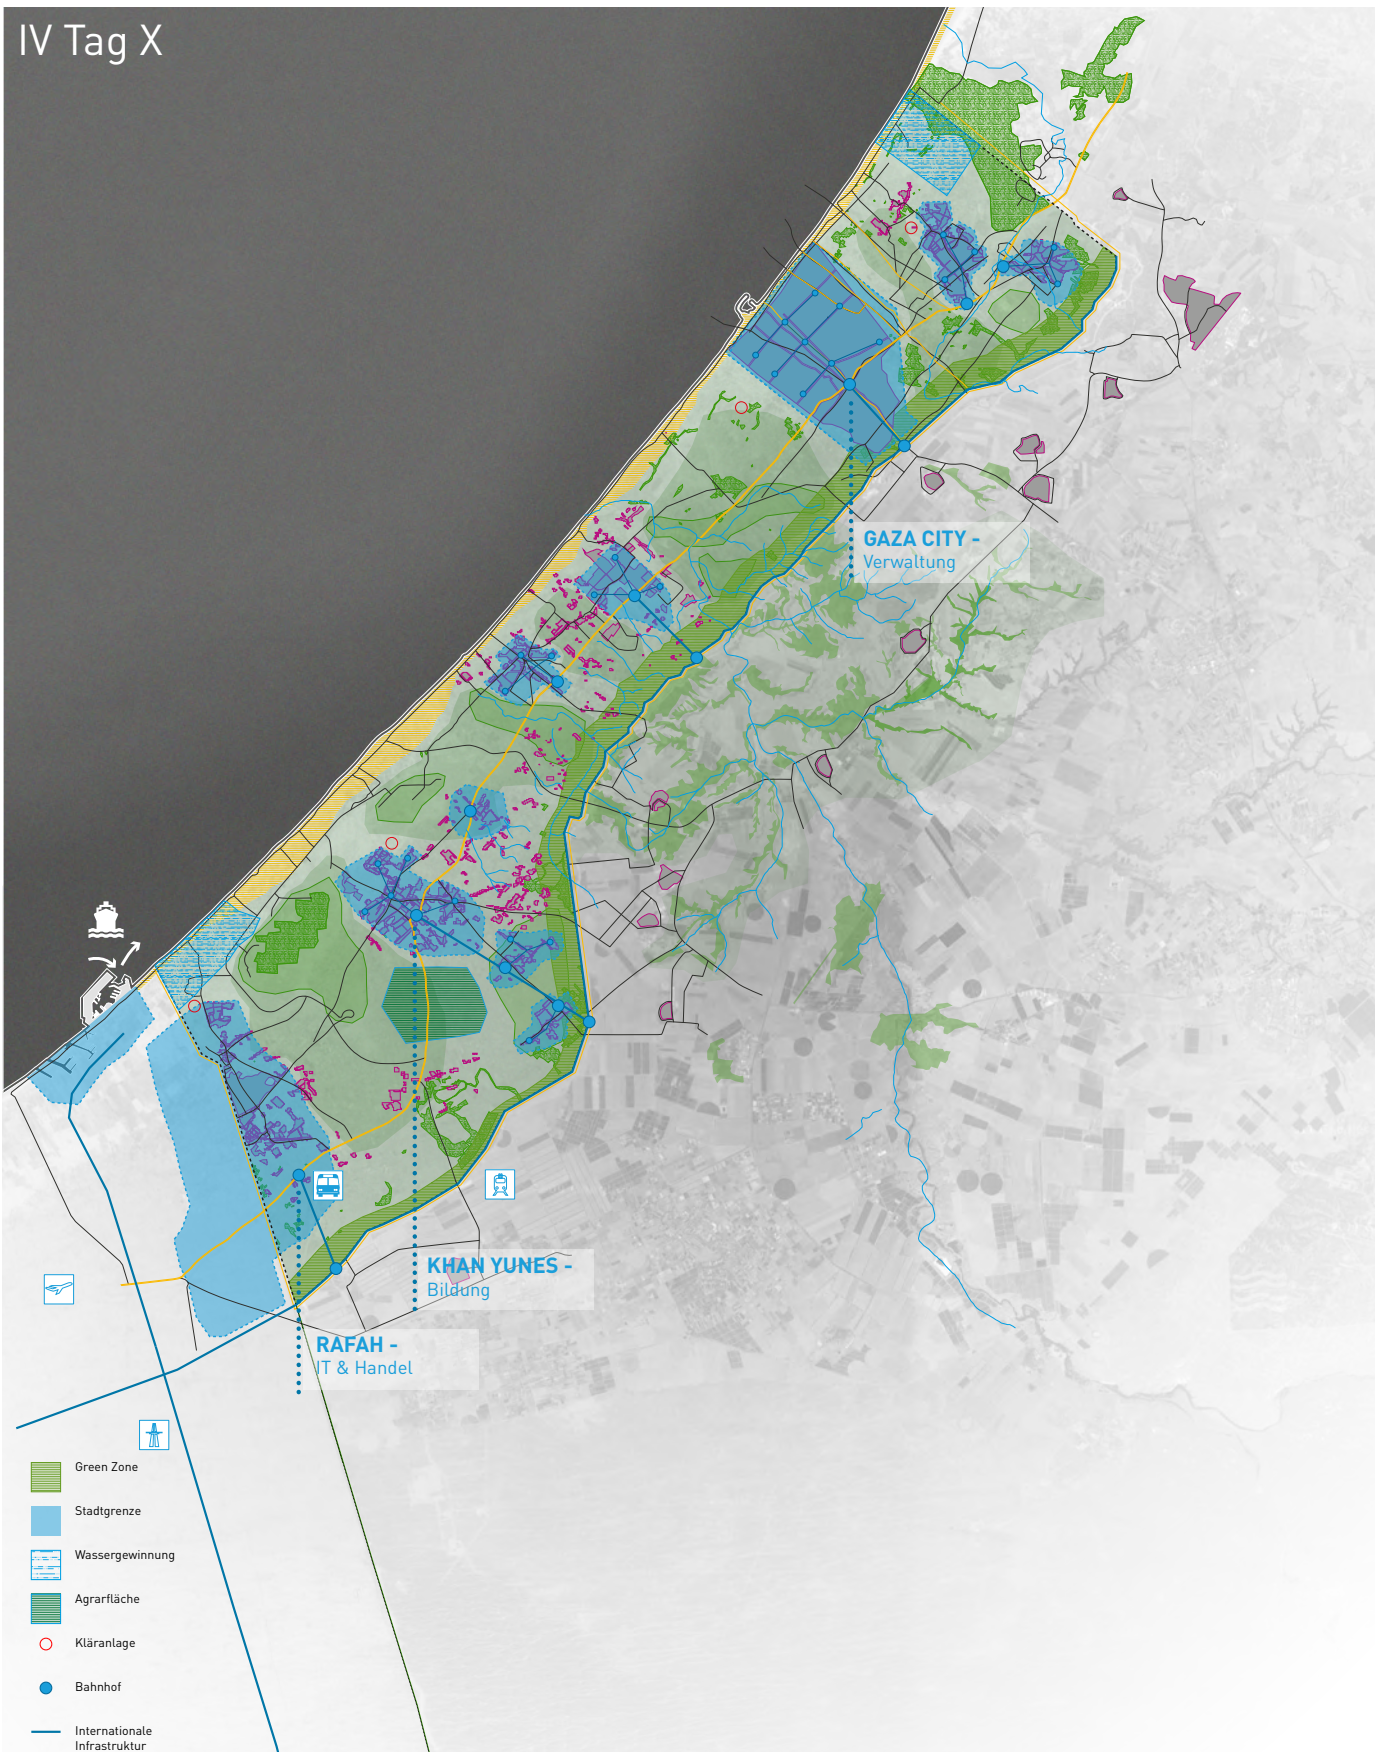 IV Tag X
GAZA CITY -
Verwaltung
KHAN YUNES -
Bildung
RAFAH -
IT & Handel
Green Zone
Stadtgrenze
Wassergewinnung
Agrarfläche
Kläranlage
Bahnhof
Internationale
Infrastruktur